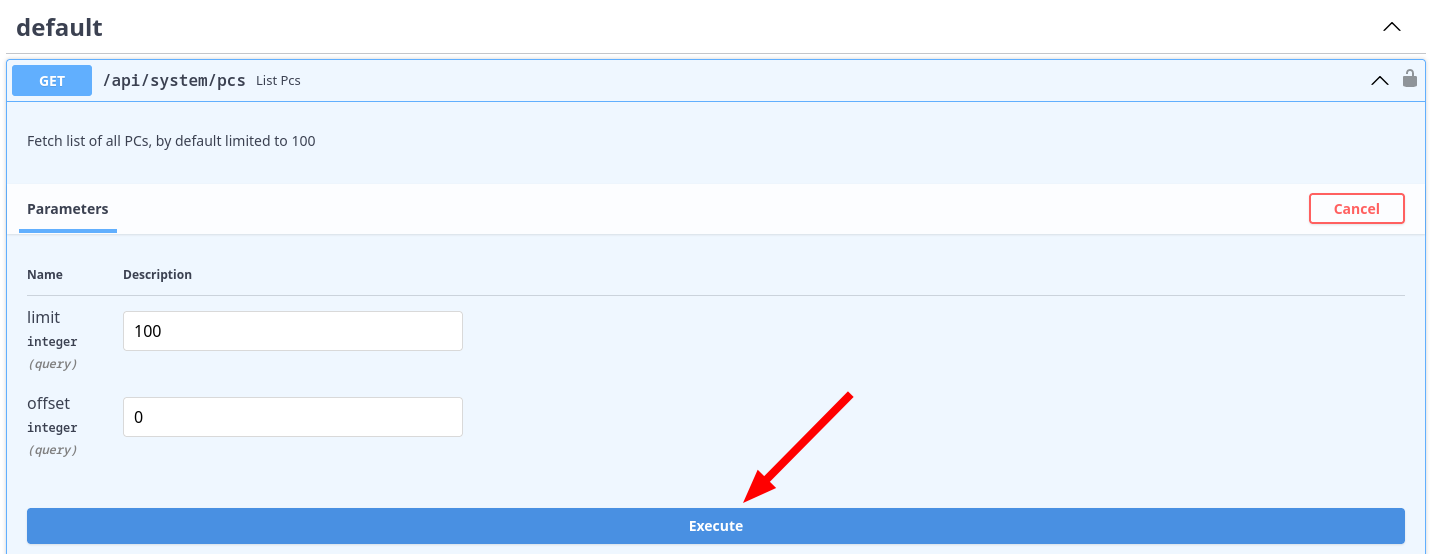 default
GET /api/system/pcs List Pcs
Fetch list of all PCs, by default limited to 100
Parameters Cancel
Name Description
limit
integer
(query)
100
offset
integer
(query)
0
Execute